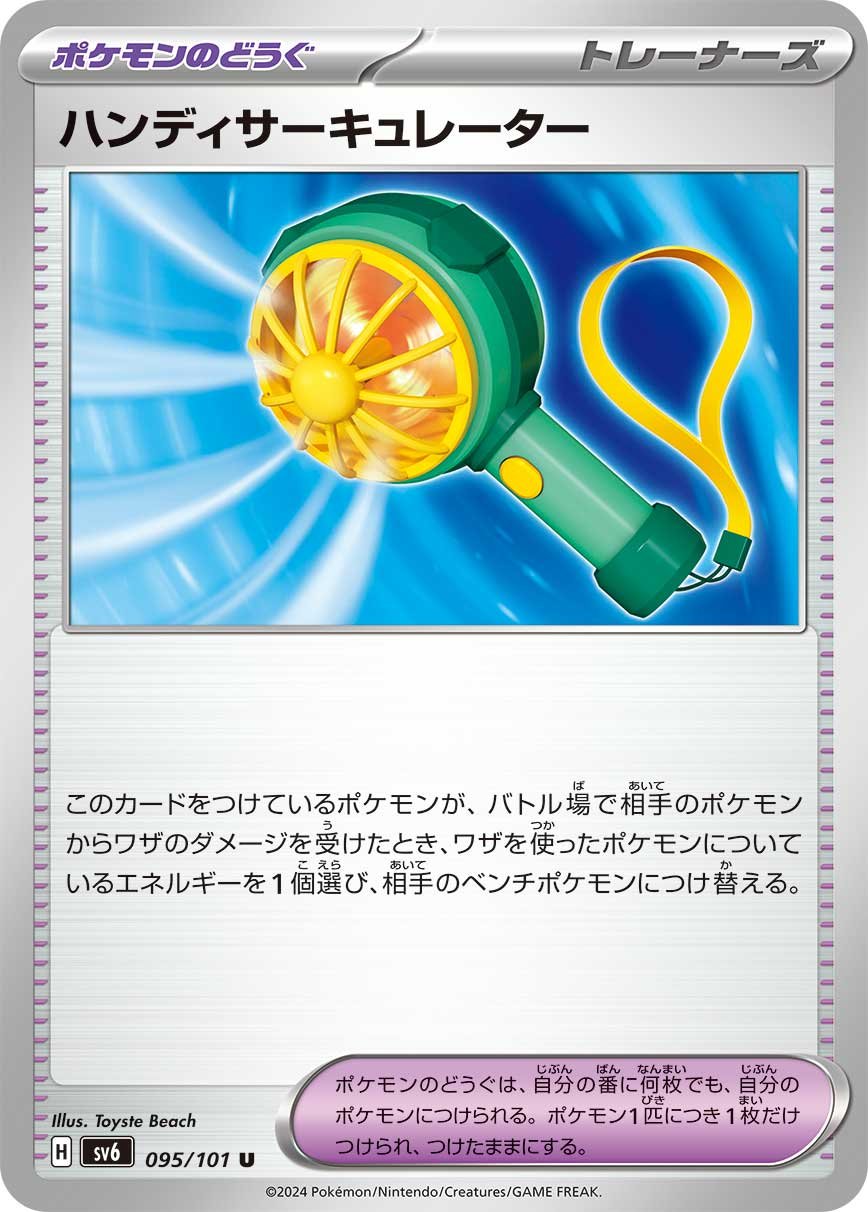 ポケモンのどうぐ
トレーナーズ
ハンディサーキュレーター
このカードをつけているポケモンが、バトル場で相手のポケモン
からワザのダメージを受けたとき、ワザを使ったポケモンについて
いるエネルギーを1個選び、相手のベンチポケモンにつけ替える。
ポケモンのどうぐは、自分の番に何枚でも、自分の
ポケモンにつけられる。ポケモン1匹につき1枚だけ
つけられ、つけたままにする。
Illus. Toyste Beach
H sv6 095/101 U
©2024 Pokémon/Nintendo/Creatures/GAME FREAK.